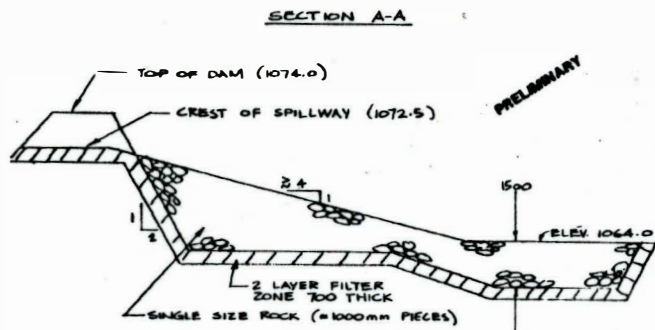 SECTION A-A
TOP OF DAM (1074.0)
PRELIMINARY
CREST OF SPILLWAY (1072.5)
≥ 4
1
1500
ELEV. 1064.0
1
2
2 LAYER FILTER
ZONE 700 THICK
SINGLE SIZE ROCK (≈1000mm PIECES)